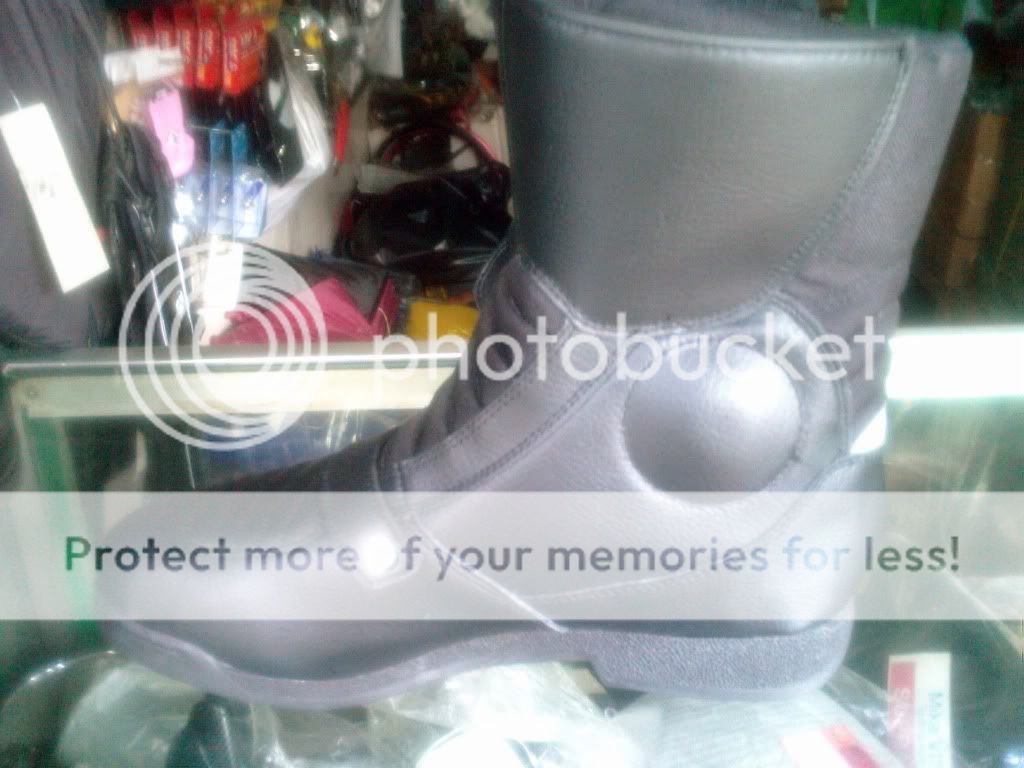 photobucket
Protect more of your memories for less!